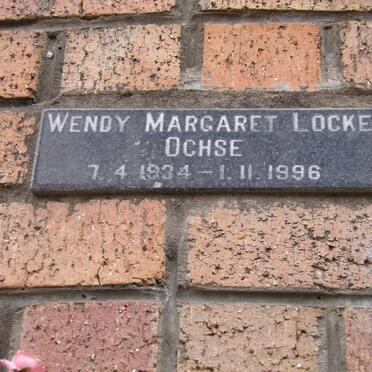 WENDY MARGARET LOCKE
OCHSE
7.4.1934 – 1.11.1996